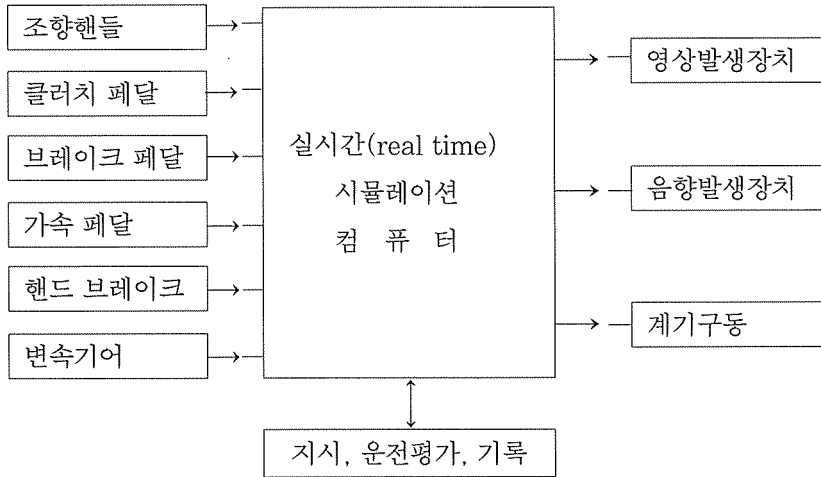 조향핸들
클러치 페달
브레이크 페달
가속 페달
핸드 브레이크
변속기어
실시간(real time)
시뮬레이션
컴 퓨 터
영상발생장치
음향발생장치
계기구동
지시, 운전평가, 기록